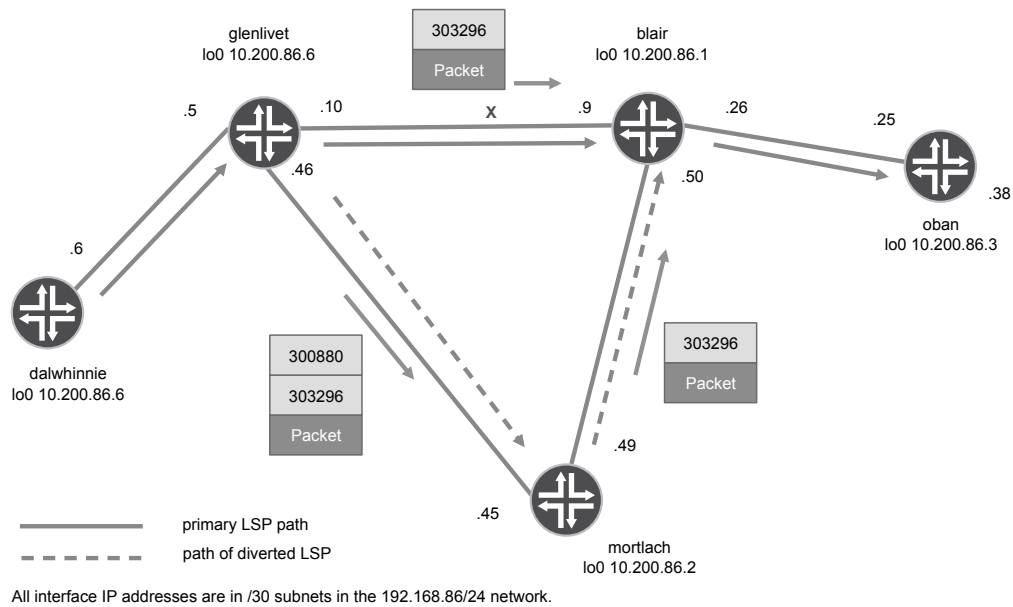 glenlivet
lo0 10.200.86.6
303296
Packet
blair
lo0 10.200.86.1
.5
.10
X
.9
.26
.25
.46
.50
.38
oban
lo0 10.200.86.3
.6
dalwhinnie
lo0 10.200.86.6
300880
303296
Packet
303296
Packet
.49
.45
mortlach
lo0 10.200.86.2
primary LSP path
path of diverted LSP
All interface IP addresses are in /30 subnets in the 192.168.86/24 network.